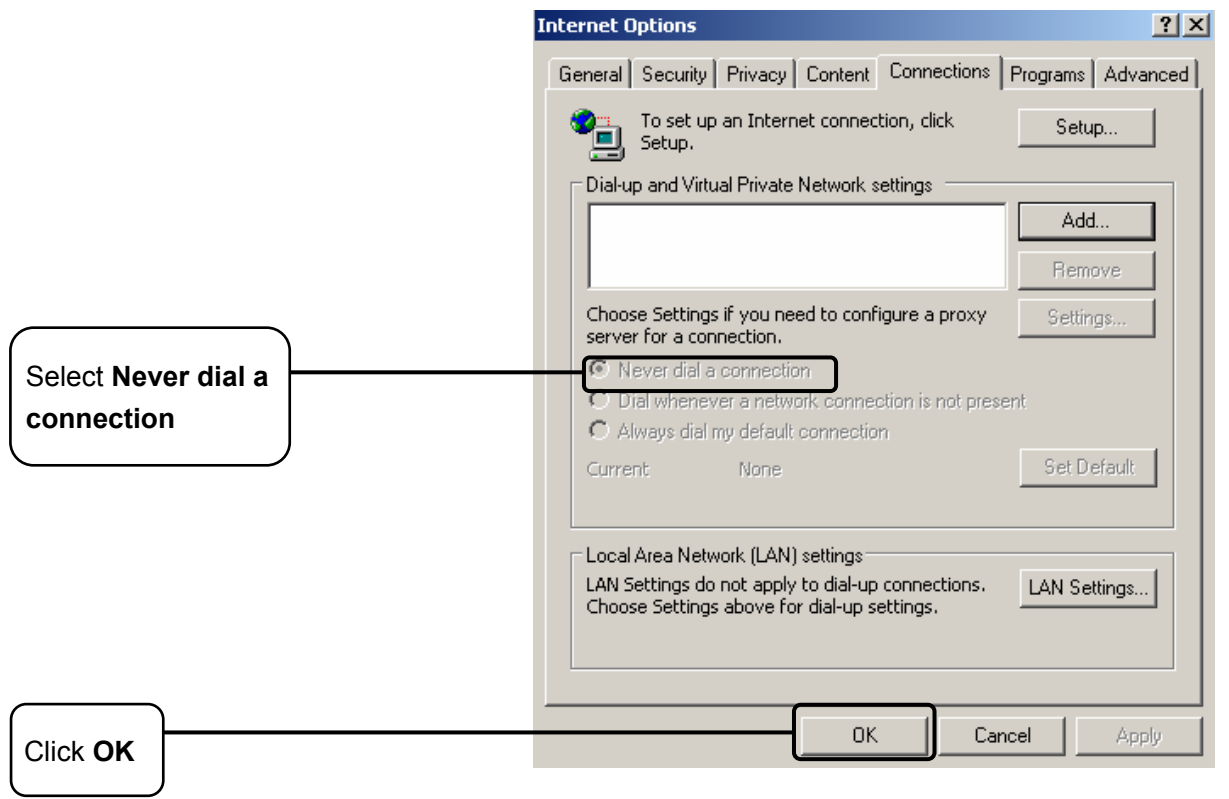 Internet Options
General Security Privacy Content Connections Programs Advanced
To set up an Internet connection, click
Setup.
Setup...
Dial-up and Virtual Private Network settings
Add...
Remove
Choose Settings if you need to configure a proxy
server for a connection.
Settings...
Select Never dial a
connection
Never dial a connection
Dial whenever a network connection is not present
Always dial my default connection
Current None
Set Default
Local Area Network (LAN) settings
LAN Settings do not apply to dial-up connections.
Choose Settings above for dial-up settings.
LAN Settings...
Click OK
OK Cancel Apply